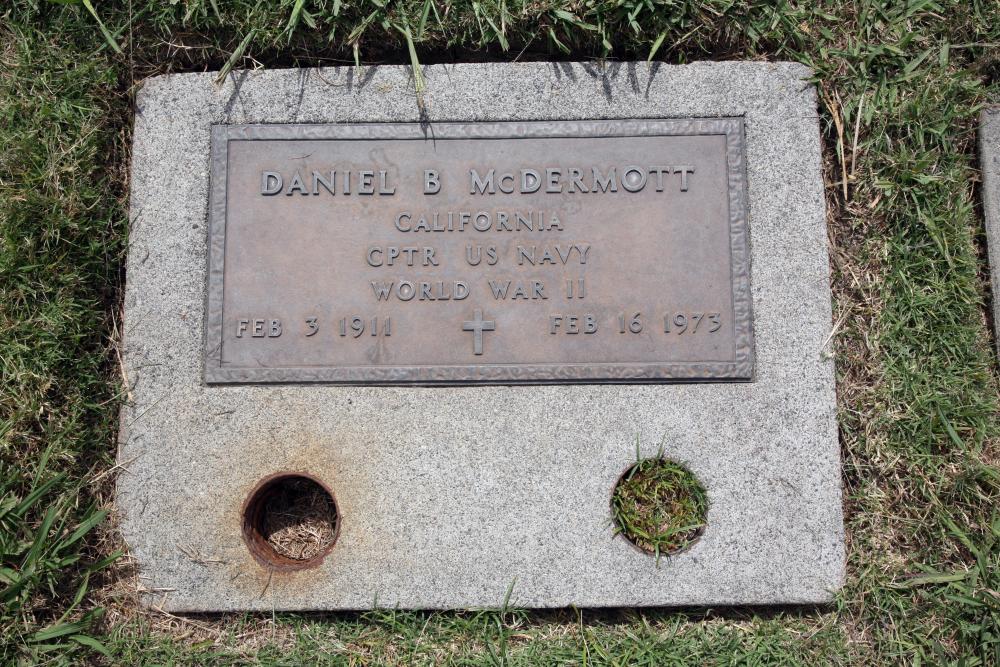 DANIEL B McDERMOTT
CALIFORNIA
CPTR US NAVY
WORLD WAR II
FEB 3 1911 FEB 16 1973